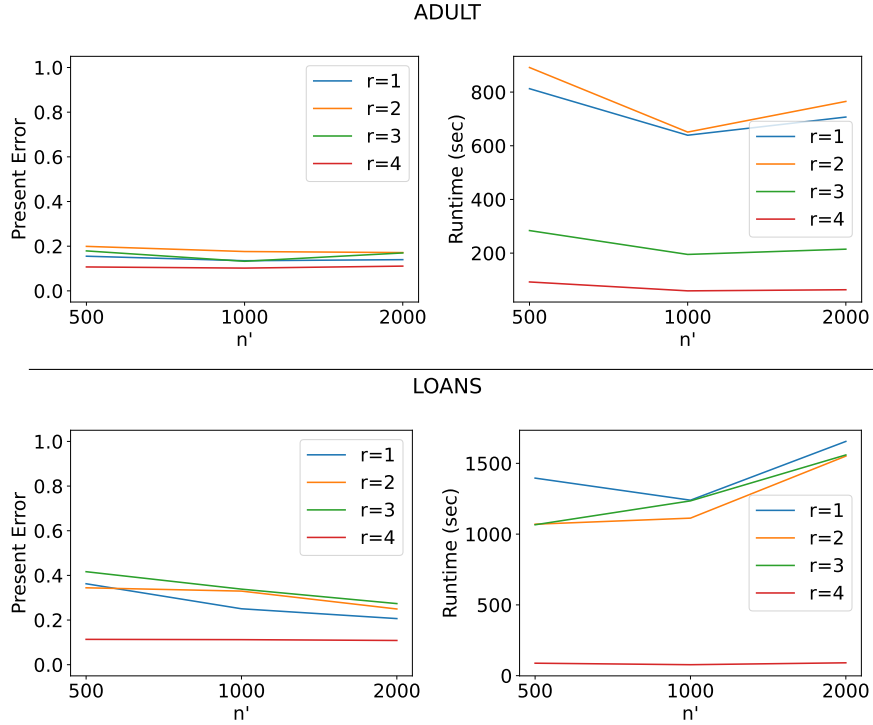 ADULT
Present Error
1.0
0.8
0.6
0.4
0.2
0.0
r=1
r=2
r=3
r=4
500
1000
2000
n'
Runtime (sec)
800
600
400
200
r=1
r=2
r=3
r=4
500
1000
2000
n'
LOANS
Present Error
1.0
0.8
0.6
0.4
0.2
0.0
r=1
r=2
r=3
r=4
500
1000
2000
n'
Runtime (sec)
1500
1000
500
0
r=1
r=2
r=3
r=4
500
1000
2000
n'